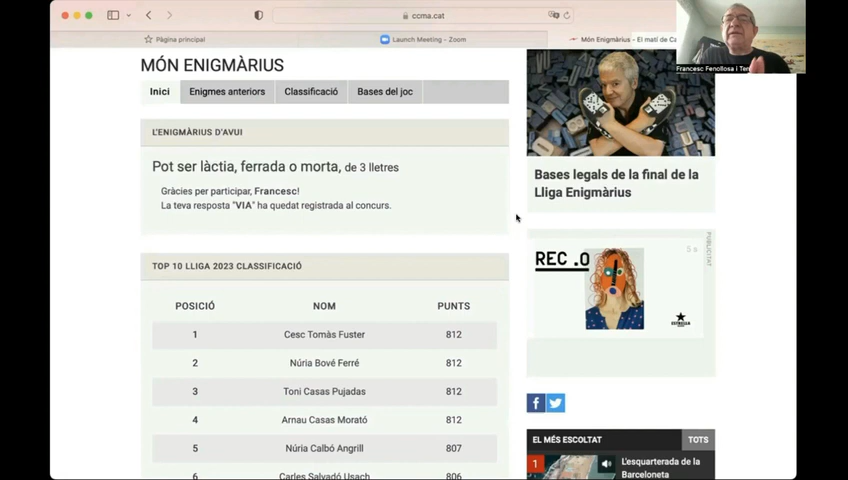 ccma.cat
Pàgina principal
Launch Meeting - Zoom
Món Enigmàrius - El matí de Ca
Francesc Fenollosa i Ter
MÓN ENIGMÀRIUS
Inici
Enigmes anteriors
Classificació
Bases del joc
L'ENIGMÀRIUS D'AVUI
Pot ser làctia, ferrada o morta, de 3 lletres
Gràcies per participar, Francesc!
La teva resposta "VIA" ha quedat registrada al concurs.
TOP 10 LLIGA 2023 CLASSIFICACIÓ
POSICIÓ NOM PUNTS
1 Cesc Tomàs Fuster 812
2 Núria Bové Ferré 812
3 Toni Casas Pujadas 812
4 Arnau Casas Morató 812
5 Núria Calbó Angrill 807
6 Carles Salvadó Usach 806
Bases legals de la final de la
Lliga Enigmàrius
PUBLICITAT
REC .0
5 6
ESTRELLA
EL MÉS ESCOLTAT
TOTS
1
L'esquarterada de la
Barceloneta